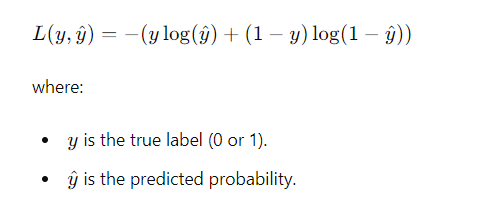 L(y, ŷ) = −(y log(ŷ) + (1 − y) log(1 − ŷ))
where:
• y is the true label (0 or 1).
• ŷ is the predicted probability.